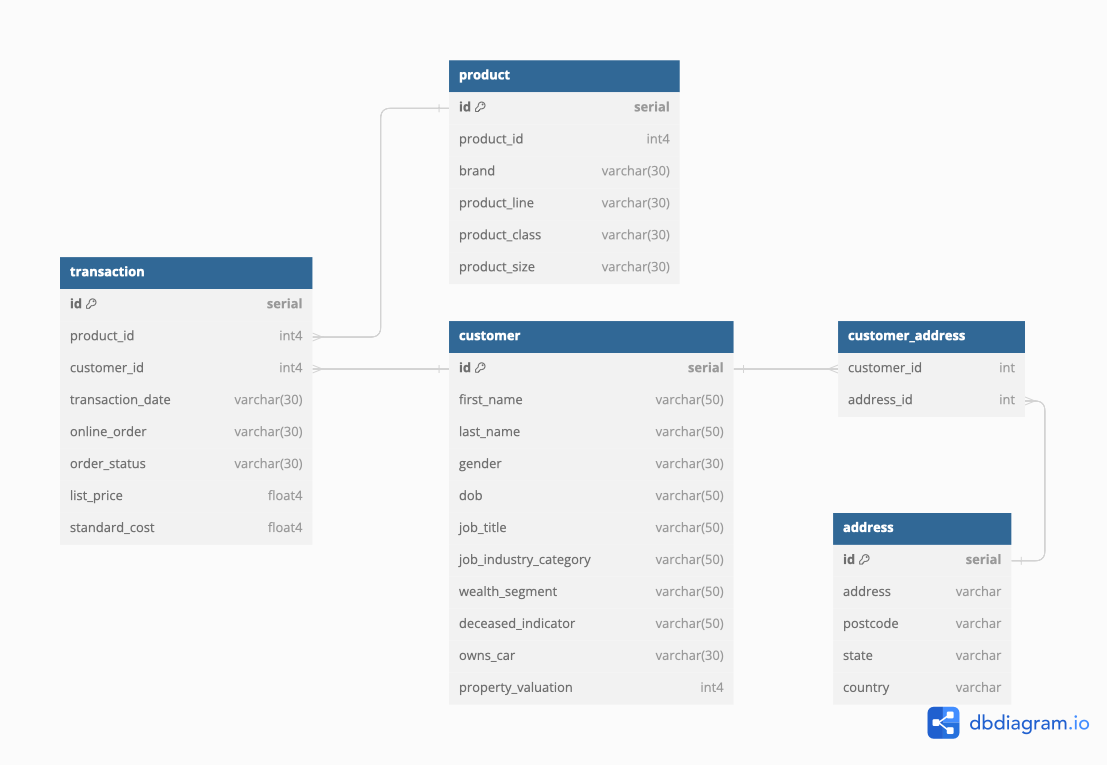 product
id serial
product_id int4
brand varchar(30)
product_line varchar(30)
product_class varchar(30)
product_size varchar(30)
transaction
id serial
product_id int4
customer_id int4
transaction_date varchar(30)
online_order varchar(30)
order_status varchar(30)
list_price float4
standard_cost float4
customer
id serial
first_name varchar(50)
last_name varchar(50)
gender varchar(30)
dob varchar(50)
job_title varchar(50)
job_industry_category varchar(50)
wealth_segment varchar(50)
deceased_indicator varchar(50)
owns_car varchar(30)
property_valuation int4
customer_address
customer_id int
address_id int
address
id serial
address varchar
postcode varchar
state varchar
country varchar
dbdiagram.io